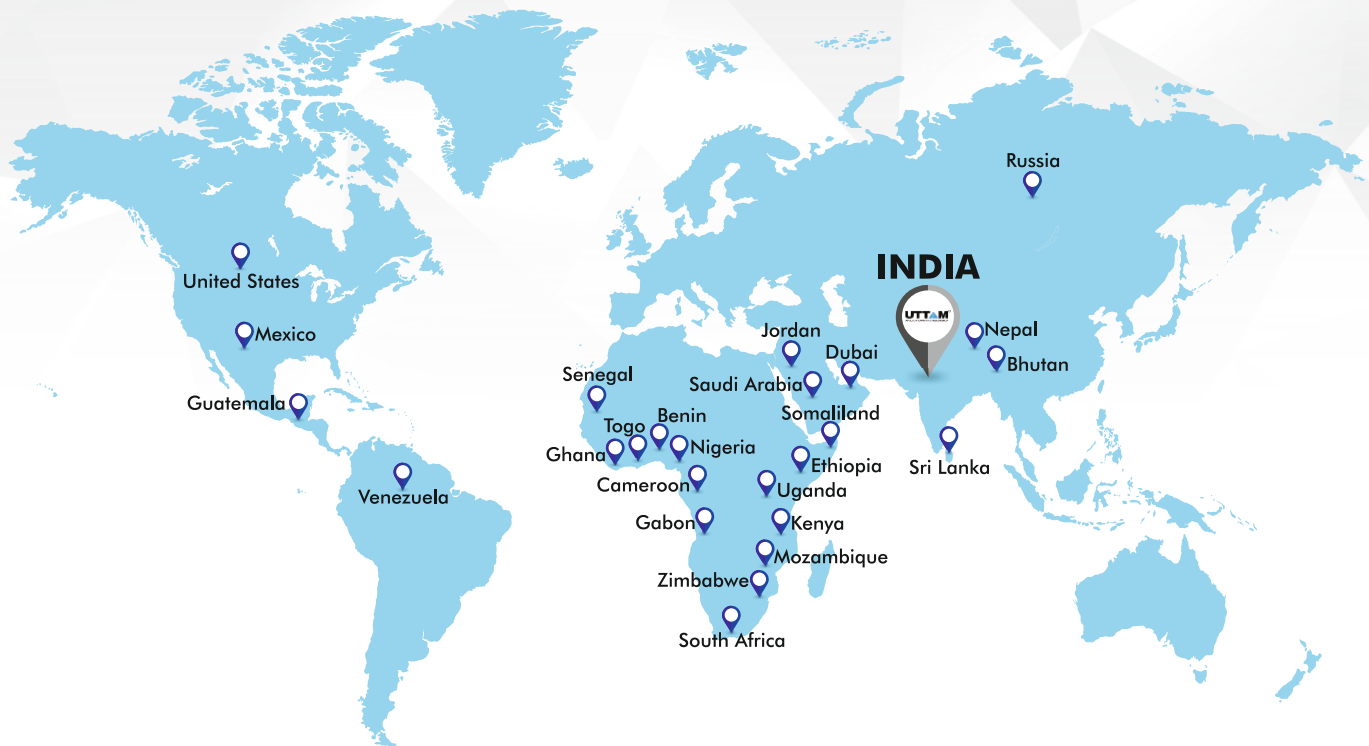 Russia
INDIA
UTTAM
United States
Mexico
Jordan
Nepal
Dubai
Bhutan
Senegal
Saudi Arabia
Guatemala
Benin
Somaliland
Togo
Nigeria
Ghana
Ethiopia
Sri Lanka
Cameroon
Uganda
Venezuela
Gabon
Kenya
Mozambique
Zimbabwe
South Africa